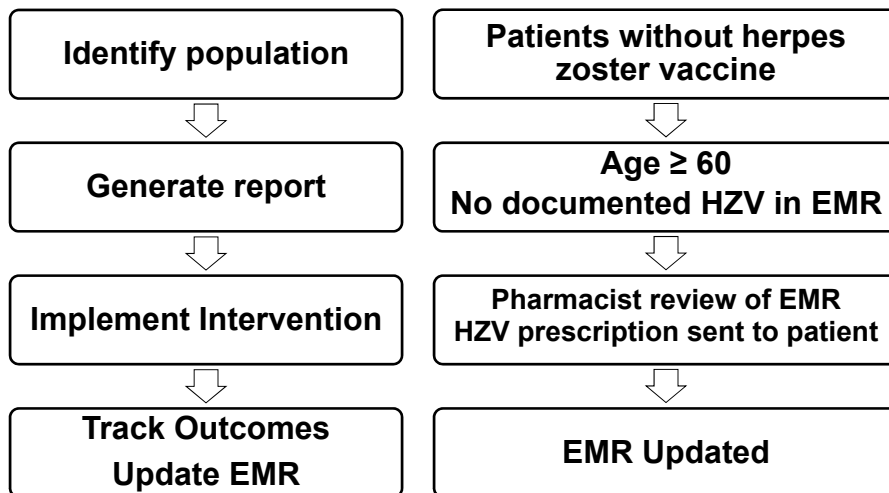 Identify population
Patients without herpes
zoster vaccine
Generate report
Age ≥ 60
No documented HZV in EMR
Implement Intervention
Pharmacist review of EMR
HZV prescription sent to patient
Track Outcomes
Update EMR
EMR Updated